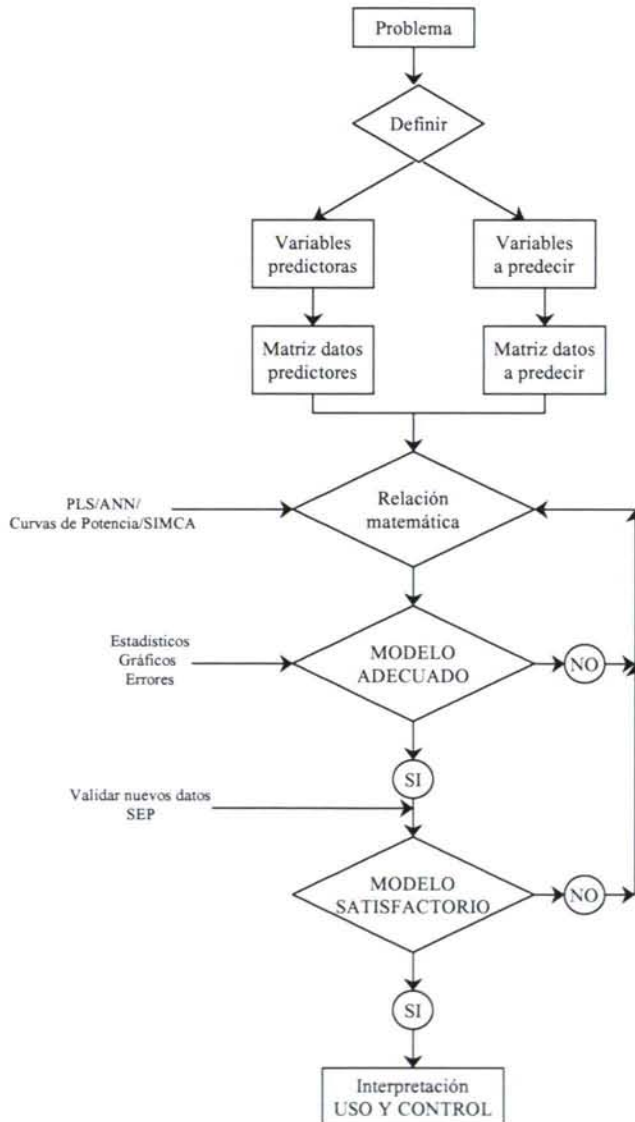 Problema
Definir
Variables
predictoras
Variables
a predecir
Matriz datos
predictores
Matriz datos
a predecir
PLS/ANN/
Curvas de Potencia/SIMCA
Relación
matemática
Estadísticos
Gráficos
Errores
MODELO
ADECUADO
NO
SI
Validar nuevos datos
SEP
MODELO
SATISFACTORIO
NO
SI
Interpretación
USO Y CONTROL